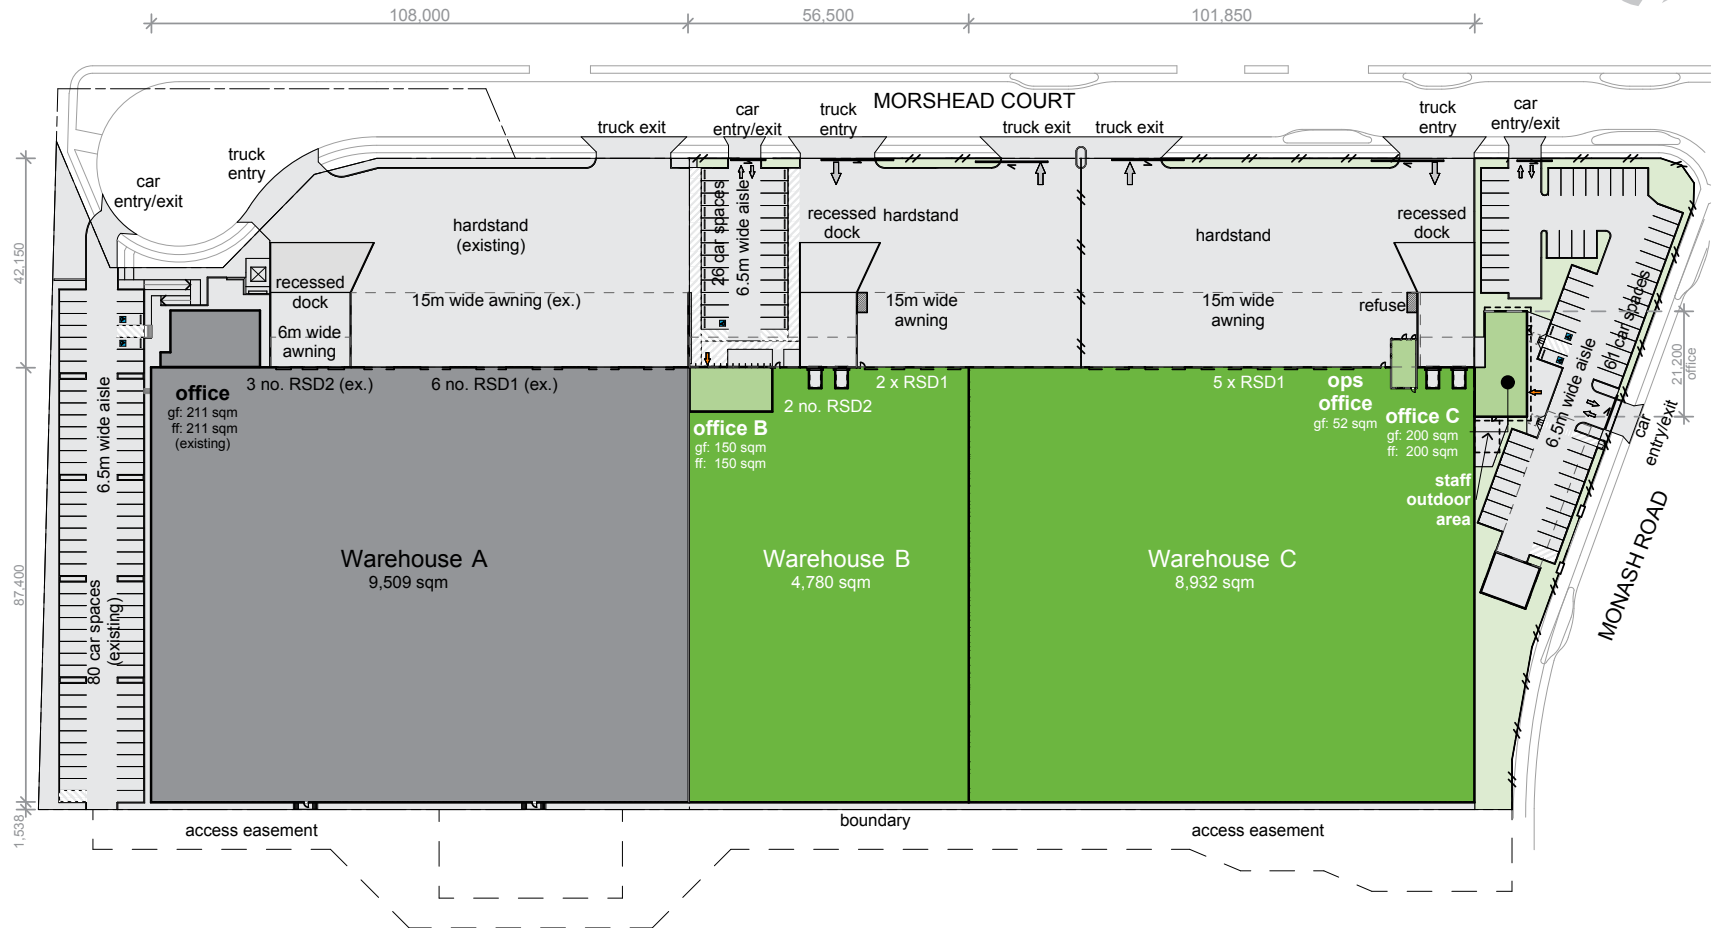 108,000
56,500
101,850
MORSHEAD COURT
truck exit
car
entry/exit
truck
entry
truck exit
truck exit
truck
entry
car
entry/exit
truck
entry
car
entry/exit
42,150
hardstand
(existing)
26 car spaces
6.5m wide aisle
recessed
dock
hardstand
hardstand
recessed
dock
recessed
dock
15m wide awning (ex.)
6m wide
awning
15m wide
awning
15m wide
awning
refuse
61 car spaces
6.5m wide aisle
21,200
office
office
gf: 211 sqm
ff: 211 sqm
(existing)
3 no. RSD2 (ex.)
6 no. RSD1 (ex.)
2 x RSD1
2 no. RSD2
5 x RSD1
ops
office
gf: 52 sqm
office B
gf: 150 sqm
ff: 150 sqm
office C
gf: 200 sqm
ff: 200 sqm
staff
outdoor
area
car
entry/exit
6.5m wide aisle
80 car spaces
(existing)
87,400
Warehouse A
9,509 sqm
Warehouse B
4,780 sqm
Warehouse C
8,932 sqm
MONASH ROAD
1,538
access easement
boundary
access easement